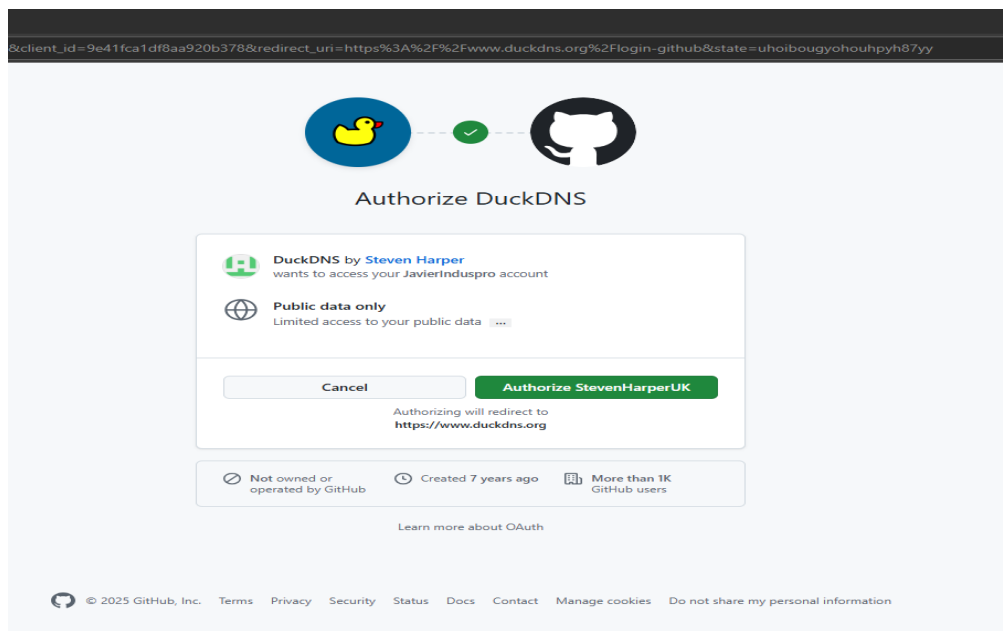 &client_id=9e41fca1df8aa920b378&redirect_uri=https%3A%2F%2Fwww.duckdns.org%2Flogin-github&state=uhoibougyohouhpyh87yy
Authorize DuckDNS
DuckDNS by Steven Harper
wants to access your JavierInduspro account
Public data only
Limited access to your public data ...
Cancel
Authorize StevenHarperUK
Authorizing will redirect to
https://www.duckdns.org
Not owned or
operated by GitHub
Created 7 years ago
More than 1K
GitHub users
Learn more about OAuth
© 2025 GitHub, Inc. Terms Privacy Security Status Docs Contact Manage cookies Do not share my personal information